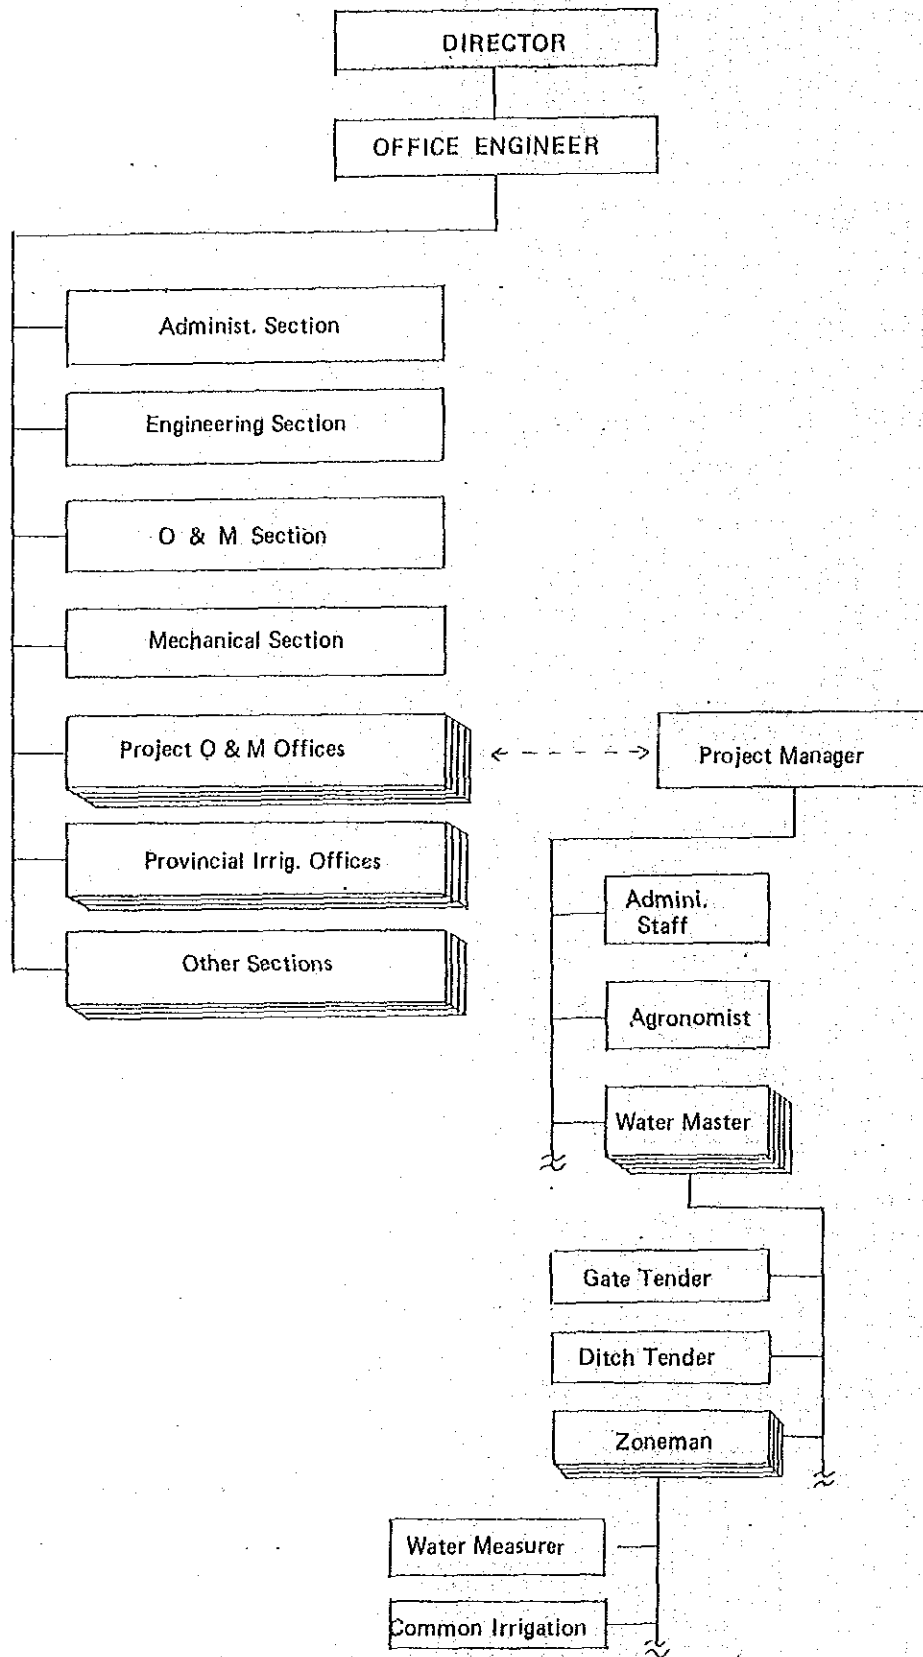 DIRECTOR
OFFICE ENGINEER
Administ. Section
Engineering Section
O & M Section
Mechanical Section
Project O & M Offices
Project Manager
Provincial Irrig. Offices
Admini.
Staff
Other Sections
Agronomist
Water Master
Gate Tender
Ditch Tender
Zoneman
Water Measurer
Common Irrigation